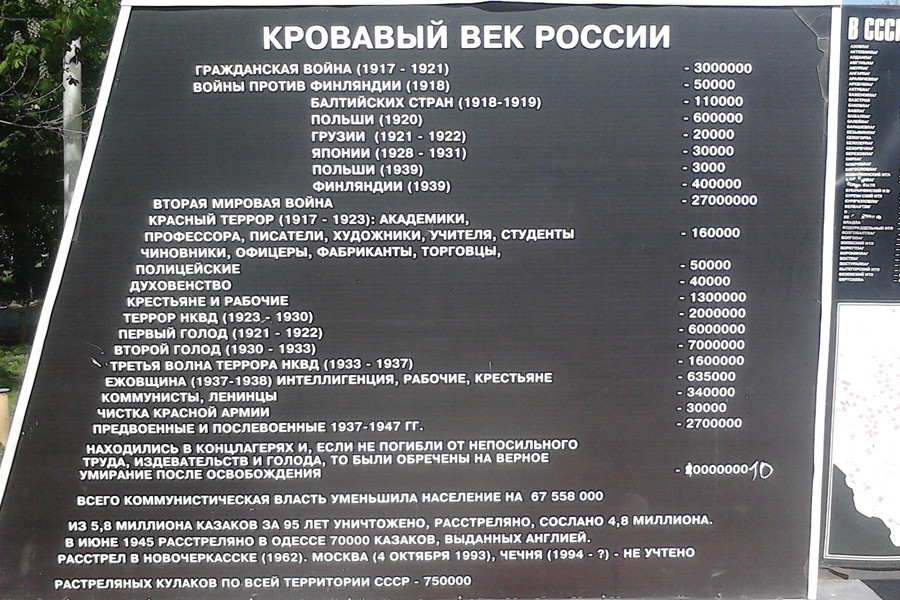 КРОВАВЫЙ ВЕК РОССИИ
ГРАЖДАНСКАЯ ВОЙНА (1917 - 1921) - 3000000
ВОЙНЫ ПРОТИВ ФИНЛЯНДИИ (1918) - 50000
БАЛТИЙСКИХ СТРАН (1918-1919) - 110000
ПОЛЬШИ (1920) - 600000
ГРУЗИИ (1921 - 1922) - 20000
ЯПОНИИ (1928 - 1931) - 30000
ПОЛЬШИ (1939) - 3000
ФИНЛЯНДИИ (1939) - 400000
ВТОРАЯ МИРОВАЯ ВОЙНА - 27000000
КРАСНЫЙ ТЕРРОР (1917 - 1923): АКАДЕМИКИ,
ПРОФЕССОРА, ПИСАТЕЛИ, ХУДОЖНИКИ, УЧИТЕЛЯ, СТУДЕНТЫ - 160000
ЧИНОВНИКИ, ОФИЦЕРЫ, ФАБРИКАНТЫ, ТОРГОВЦЫ,
ПОЛИЦЕЙСКИЕ - 50000
ДУХОВЕНСТВО - 40000
КРЕСТЬЯНЕ И РАБОЧИЕ - 1300000
ТЕРРОР НКВД (1923 - 1930) - 2000000
ПЕРВЫЙ ГОЛОД (1921 - 1922) - 6000000
ВТОРОЙ ГОЛОД (1930 - 1933) - 7000000
ТРЕТЬЯ ВОЛНА ТЕРРОРА НКВД (1933 - 1937) - 1600000
ЕЖОВЩИНА (1937-1938) ИНТЕЛЛИГЕНЦИЯ, РАБОЧИЕ, КРЕСТЬЯНЕ - 635000
КОММУНИСТЫ, ЛЕНИНЦЫ - 340000
ЧИСТКА КРАСНОЙ АРМИИ - 30000
ПРЕДВОЕННЫЕ И ПОСЛЕВОЕННЫЕ 1937-1947 ГГ. - 2700000
НАХОДИЛИСЬ В КОНЦЛАГЕРЯХ И, ЕСЛИ НЕ ПОГИБЛИ ОТ НЕПОСИЛЬНОГО
ТРУДА, ИЗДЕВАТЕЛЬСТВ И ГОЛОДА, ТО БЫЛИ ОБРЕЧЕНЫ НА ВЕРНОЕ
УМИРАНИЕ ПОСЛЕ ОСВОБОЖДЕНИЯ 10
ВСЕГО КОММУНИСТИЧЕСКАЯ ВЛАСТЬ УМЕНЬШИЛА НАСЕЛЕНИЕ НА 67 558 000
ИЗ 5,8 МИЛЛИОНА КАЗАКОВ ЗА 95 ЛЕТ УНИЧТОЖЕНО, РАССТРЕЛЯНО, СОСЛАНО 4,8 МИЛЛИОНА.
В ИЮНЕ 1945 РАССТРЕЛЯНО В ОДЕССЕ 70000 КАЗАКОВ, ВЫДАННЫХ АНГЛИЕЙ.
РАССТРЕЛ В НОВОЧЕРКАССКЕ (1962). МОСКВА (4 ОКТЯБРЯ 1993), ЧЕЧНЯ (1994 - ?) - НЕ УЧТЕНО
РАСТРЕЛЯНЫХ КУЛАКОВ ПО ВСЕЙ ТЕРРИТОРИИ СССР - 750000
В СССР